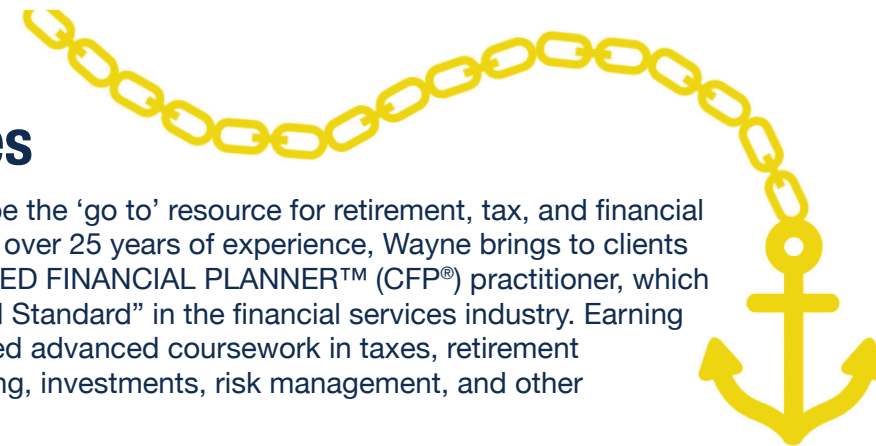 es
be the ‘go to’ resource for retirement, tax, and financial
over 25 years of experience, Wayne brings to clients
ED FINANCIAL PLANNER™ (CFP®) practitioner, which
d Standard” in the financial services industry. Earning
ed advanced coursework in taxes, retirement
ng, investments, risk management, and other